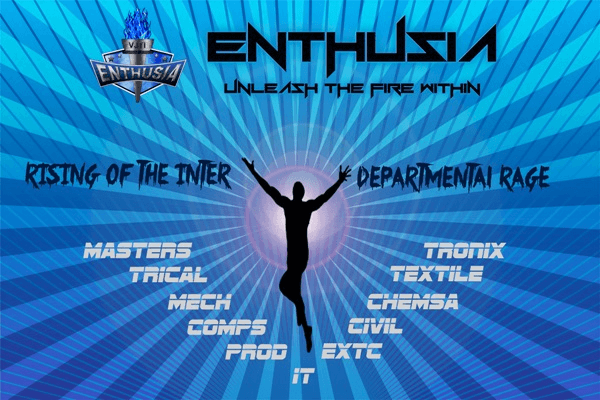 VJTI
ENTHUSIA
ENTHUSIA
UNLEASH THE FIRE WITHIN
RISING OF THE INTER DEPARTMENTAL RAGE
MASTERS TRONIX
TRICAL TEXTILE
MECH CHEMSA
COMPS CIVIL
PROD EXTC
IT